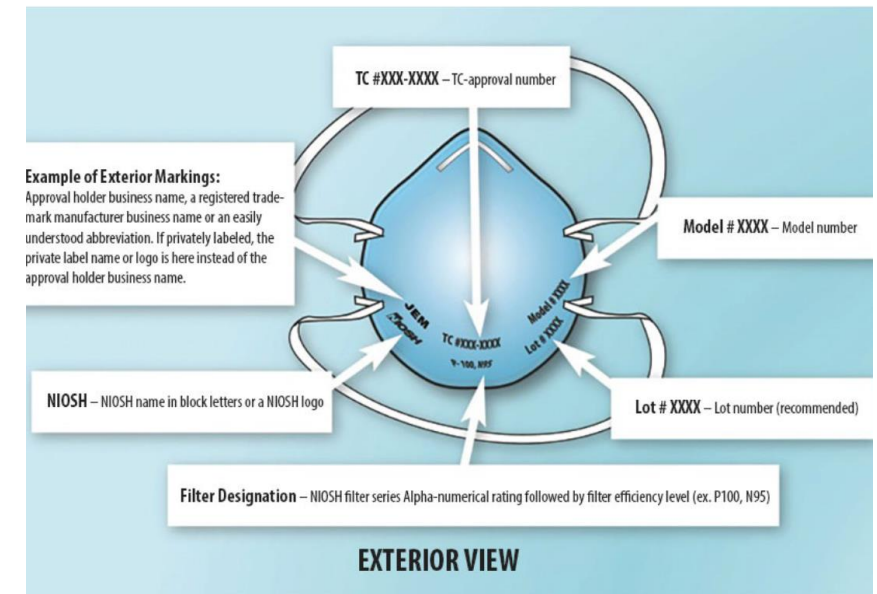 TC #XXX-XXXX – TC-approval number
Example of Exterior Markings:
Approval holder business name, a registered trade-
mark manufacturer business name or an easily
understood abbreviation. If privately labeled, the
private label name or logo is here instead of the
approval holder business name.
Model # XXXX – Model number
JEM
NIOSH
TC #XXX-XXXX
P-100, N95
Model # XXX
Lot # XXXX
NIOSH – NIOSH name in block letters or a NIOSH logo
Lot # XXXX – Lot number (recommended)
Filter Designation – NIOSH filter series Alpha-numerical rating followed by filter efficiency level (ex. P100, N95)
EXTERIOR VIEW